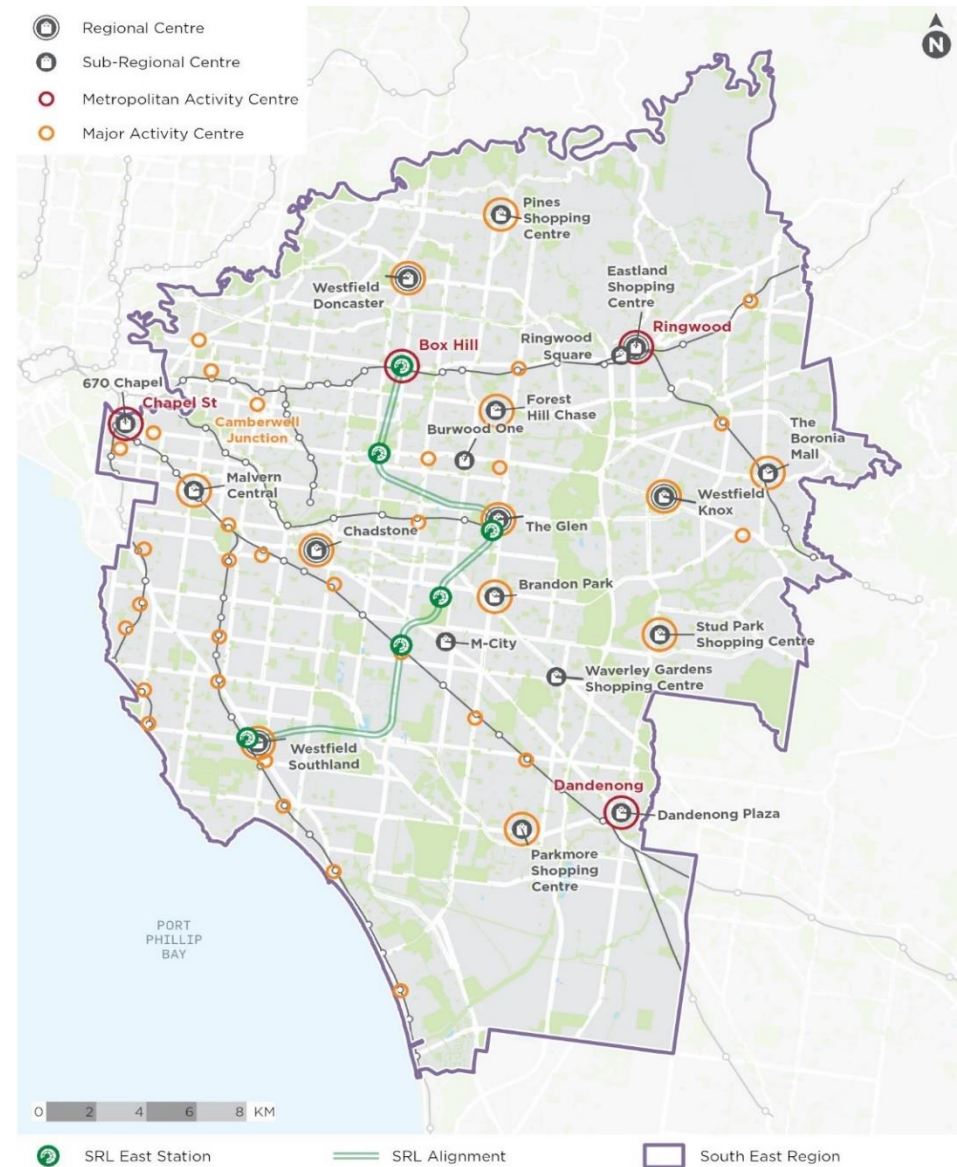 Regional Centre
Sub-Regional Centre
Metropolitan Activity Centre
Major Activity Centre
N
Pines
Shopping
Centre
Westfield
Doncaster
Eastland
Shopping
Centre
Ringwood
Ringwood
Square
Box Hill
670 Chapel
Chapel St
Camberwell
Junction
Forest
Hill Chase
Burwood One
The
Boronia
Mall
Malvern
Central
Westfield
Knox
Chadstone
The Glen
Brandon Park
Stud Park
Shopping Centre
M-City
Waverley Gardens
Shopping Centre
Westfield
Southland
Dandenong
Dandenong Plaza
Parkmore
Shopping
Centre
PORT
PHILLIP
BAY
0 2 4 6 8 KM
SRL East Station
SRL Alignment
South East Region